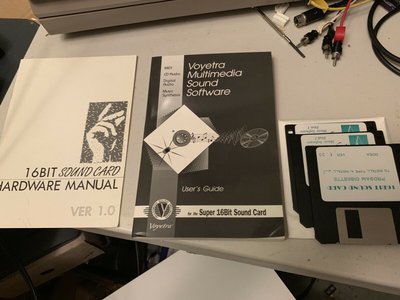 16BIT SOUND CARD
HARDWARE MANUAL
VER 1.0
MIDI
CD Audio
Digital
Audio
Music
Synthesis
Voyetra
Multimedia
Sound
Software
User's Guide
V
Voyetra
for the Super 16Bit Sound Card
16BIT SOUND CARD
PROGRAM DISKETTE